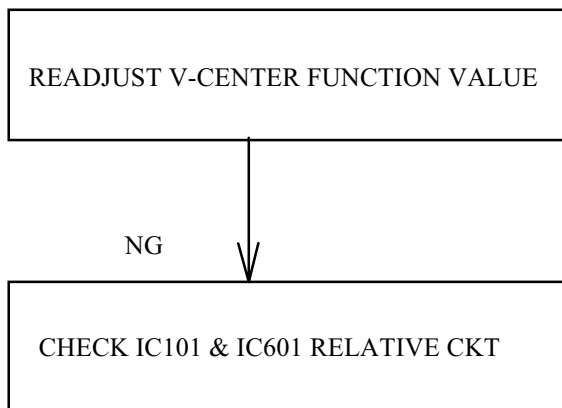 READJUST V-CENTER FUNCTION VALUE
NG
CHECK IC101 & IC601 RELATIVE CKT